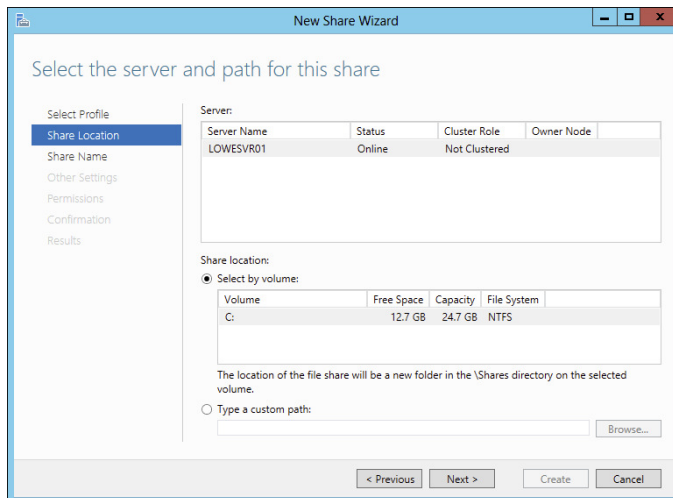 New Share Wizard
Select the server and path for this share
Select Profile
Share Location
Share Name
Other Settings
Permissions
Confirmation
Results
Server:
Server Name Status Cluster Role Owner Node
LOWESVR01 Online Not Clustered
Share location:
Select by volume:
Volume Free Space Capacity File System
C: 12.7 GB 24.7 GB NTFS
The location of the file share will be a new folder in the \Shares directory on the selected
volume.
Type a custom path:
Browse...
< Previous Next > Create Cancel